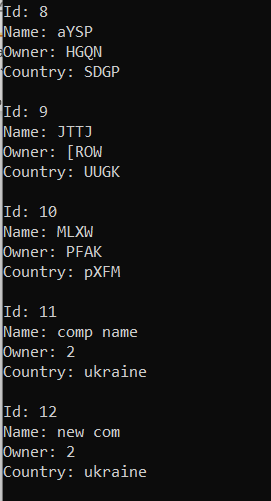 Id: 8
Name: aYSP
Owner: HGQN
Country: SDGP
Id: 9
Name: JTTJ
Owner: [ROW
Country: UUGK
Id: 10
Name: MLXW
Owner: PFAK
Country: pXFM
Id: 11
Name: comp name
Owner: 2
Country: ukraine
Id: 12
Name: new com
Owner: 2
Country: ukraine